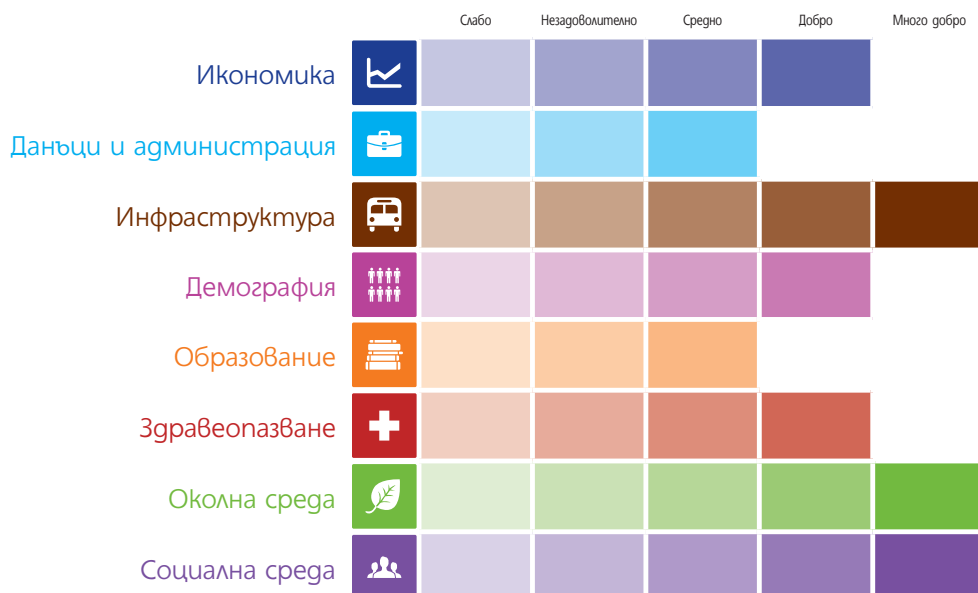 Слабо Незадоволително Средно Добро Много добро
Икономика
Данъци и администрация
Инфраструктура
Демография
Образование
Здравеопазване
Околна среда
Социална среда